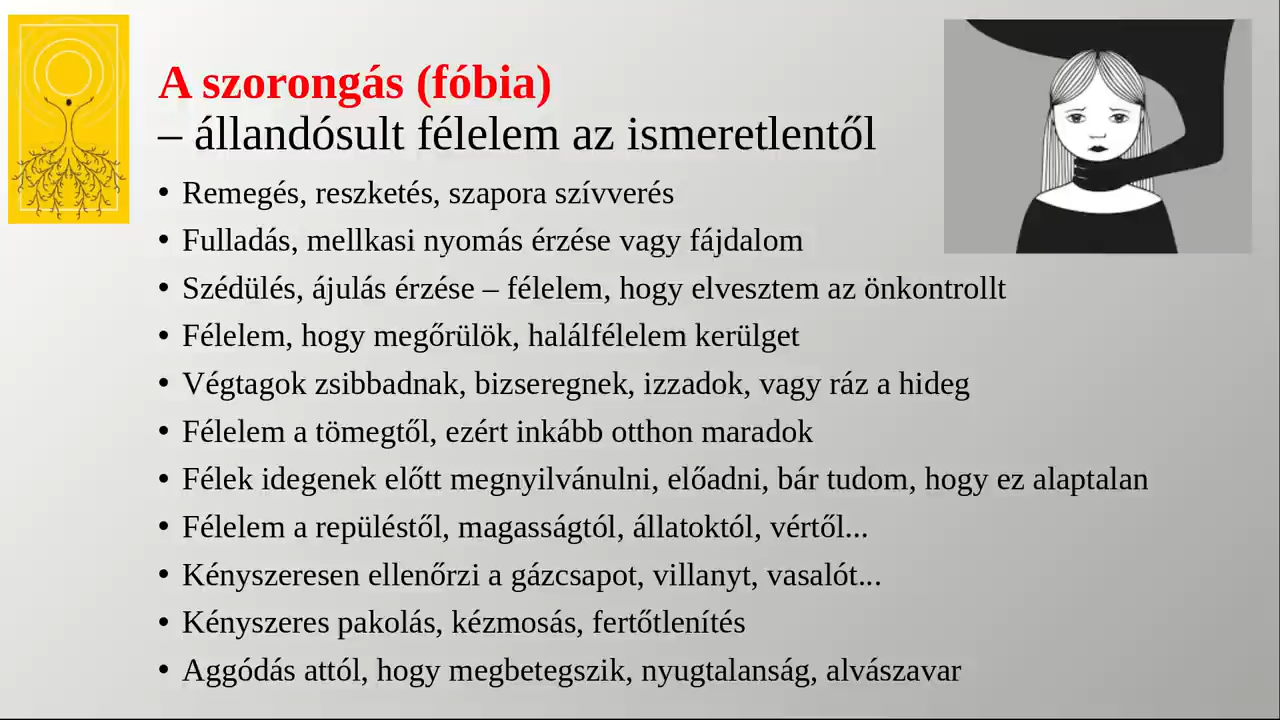 A szorongás (fóbia)
– állandósult félelem az ismeretlentől
• Remegés, reszketés, szapora szívverés
• Fulladás, mellkasi nyomás érzése vagy fájdalom
• Szédülés, ájulás érzése – félelem, hogy elvesztem az önkontrollt
• Félelem, hogy megőrülök, halálfélelem kerülget
• Végtagok zsibbadnak, bizseregnek, izzadok, vagy ráz a hideg
• Félelem a tömegtől, ezért inkább otthon maradok
• Félek idegenek előtt megnyilvánulni, előadni, bár tudom, hogy ez alaptalan
• Félelem a repüléstől, magasságtól, állatoktól, vértől...
• Kényszeresen ellenőrzi a gázcsapot, villanyt, vasalót...
• Kényszeres pakolás, kézmosás, fertőtlenítés
• Aggódás attól, hogy megbetegszik, nyugtalanság, alvászavar